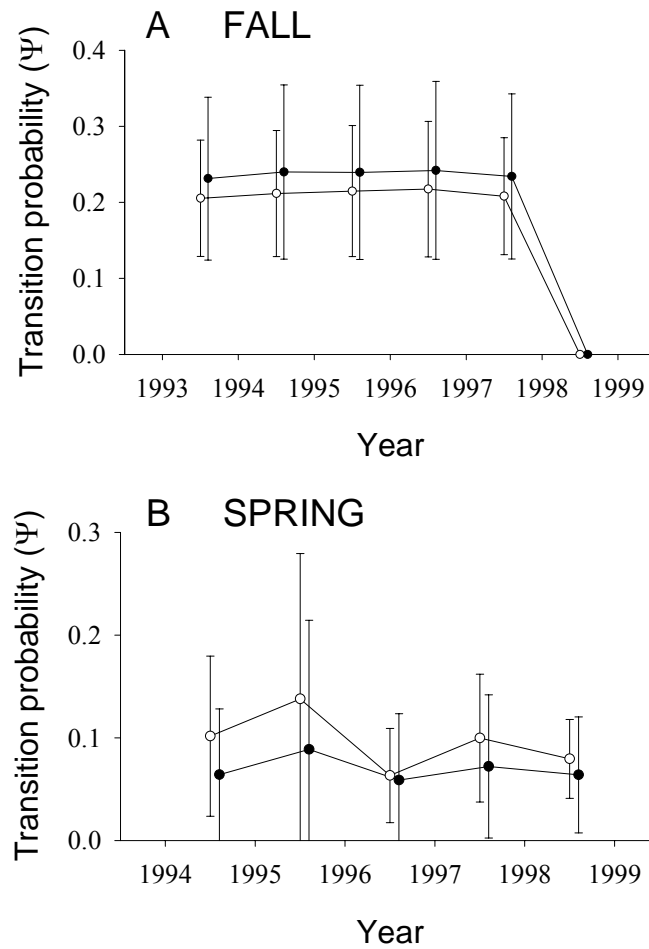 A FALL
Transition probability (Ψ)
0.4
0.3
0.2
0.1
0.0
1993 1994 1995 1996 1997 1998 1999
Year
B SPRING
Transition probability (Ψ)
0.3
0.2
0.1
0.0
1994 1995 1996 1997 1998 1999
Year